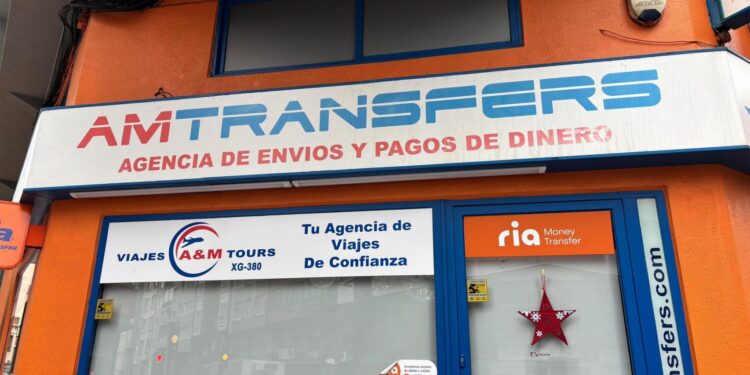 AMTRANSFERS
AGENCIA DE ENVIOS Y PAGOS DE DINERO
VIAJES A&M TOURS
XG-380
Tu Agencia de
Viajes
De Confianza
ria Money
Transfer
sfers.com